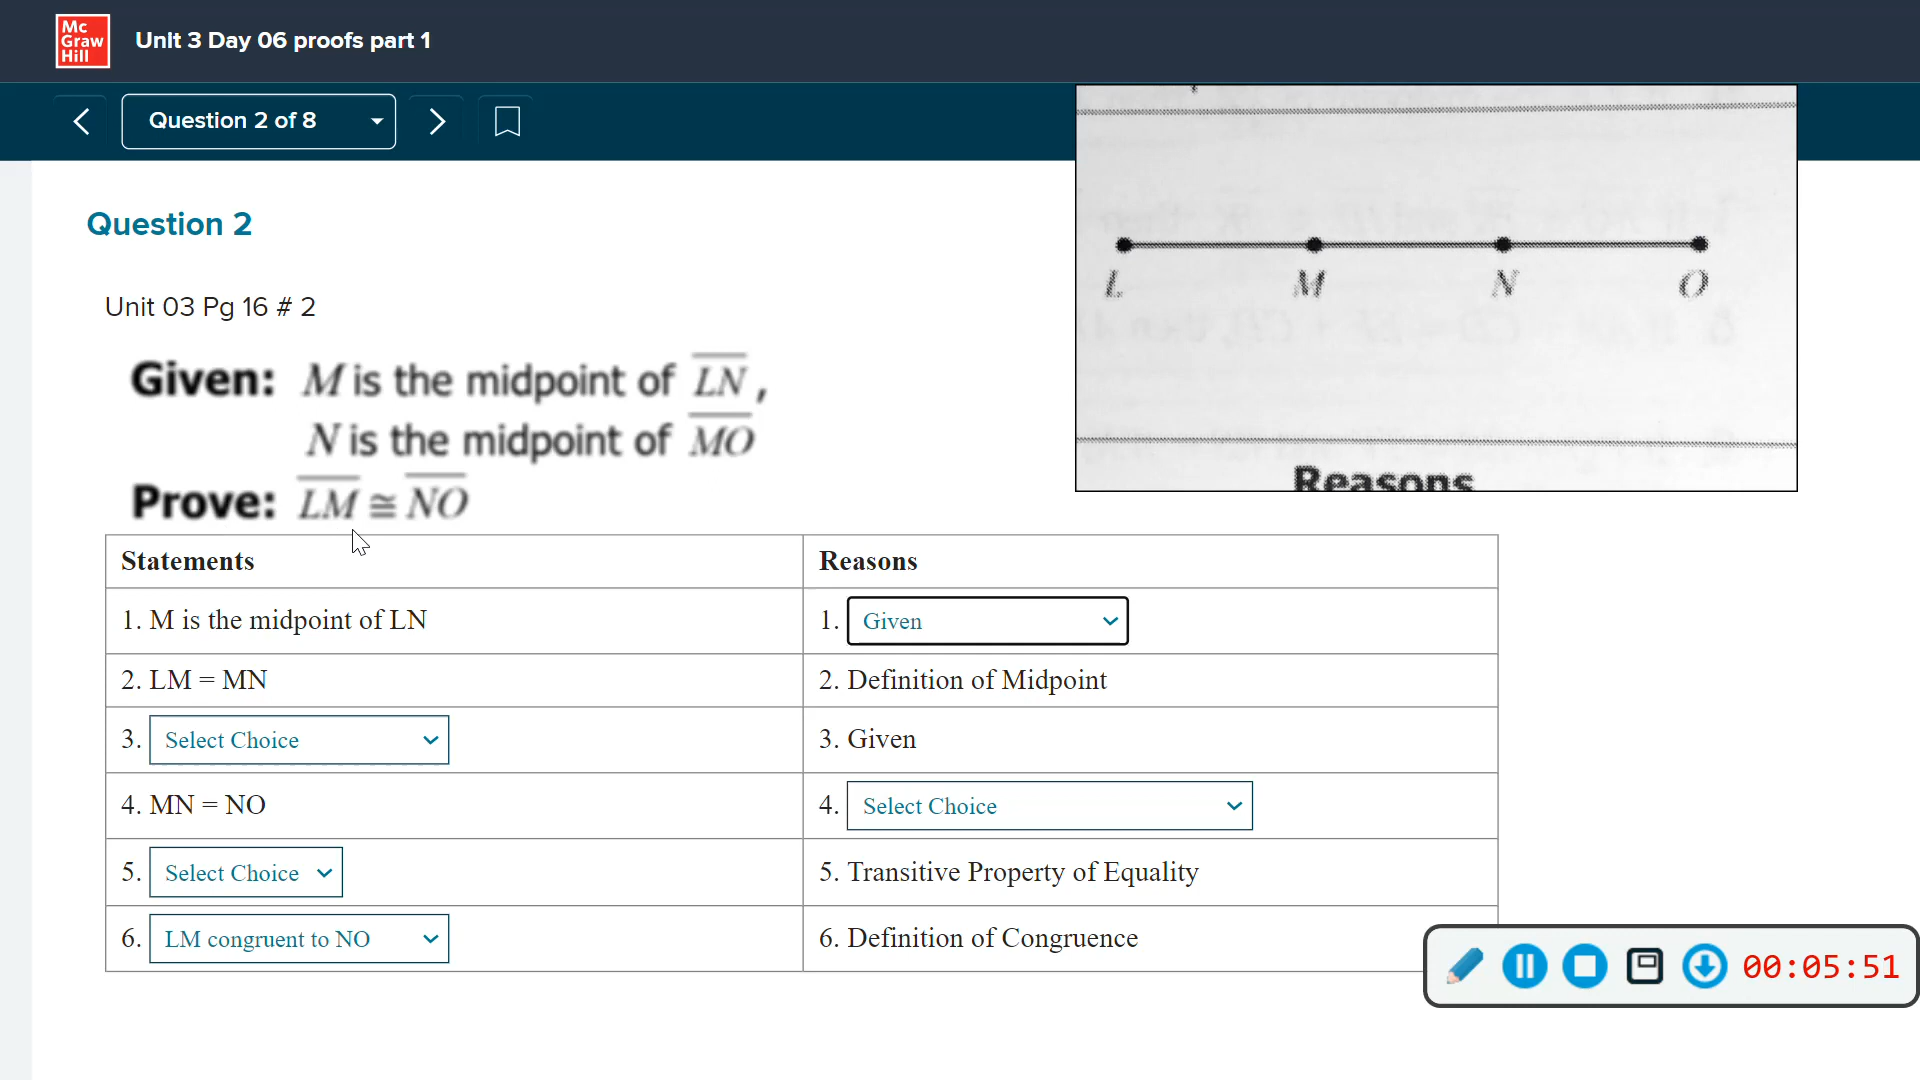 Mc
Graw
Hill
Unit 3 Day 06 proofs part 1
Question 2 of 8
Question 2
Unit 03 Pg 16 # 2
Given: M is the midpoint of LN,
N is the midpoint of MO
Prove: LM ≅ NO
L M N O
Reasons
Statements Reasons
1. M is the midpoint of LN 1. Given
2. LM = MN 2. Definition of Midpoint
3. Select Choice 3. Given
4. MN = NO 4. Select Choice
5. Select Choice 5. Transitive Property of Equality
6. LM congruent to NO 6. Definition of Congruence
00:05:51